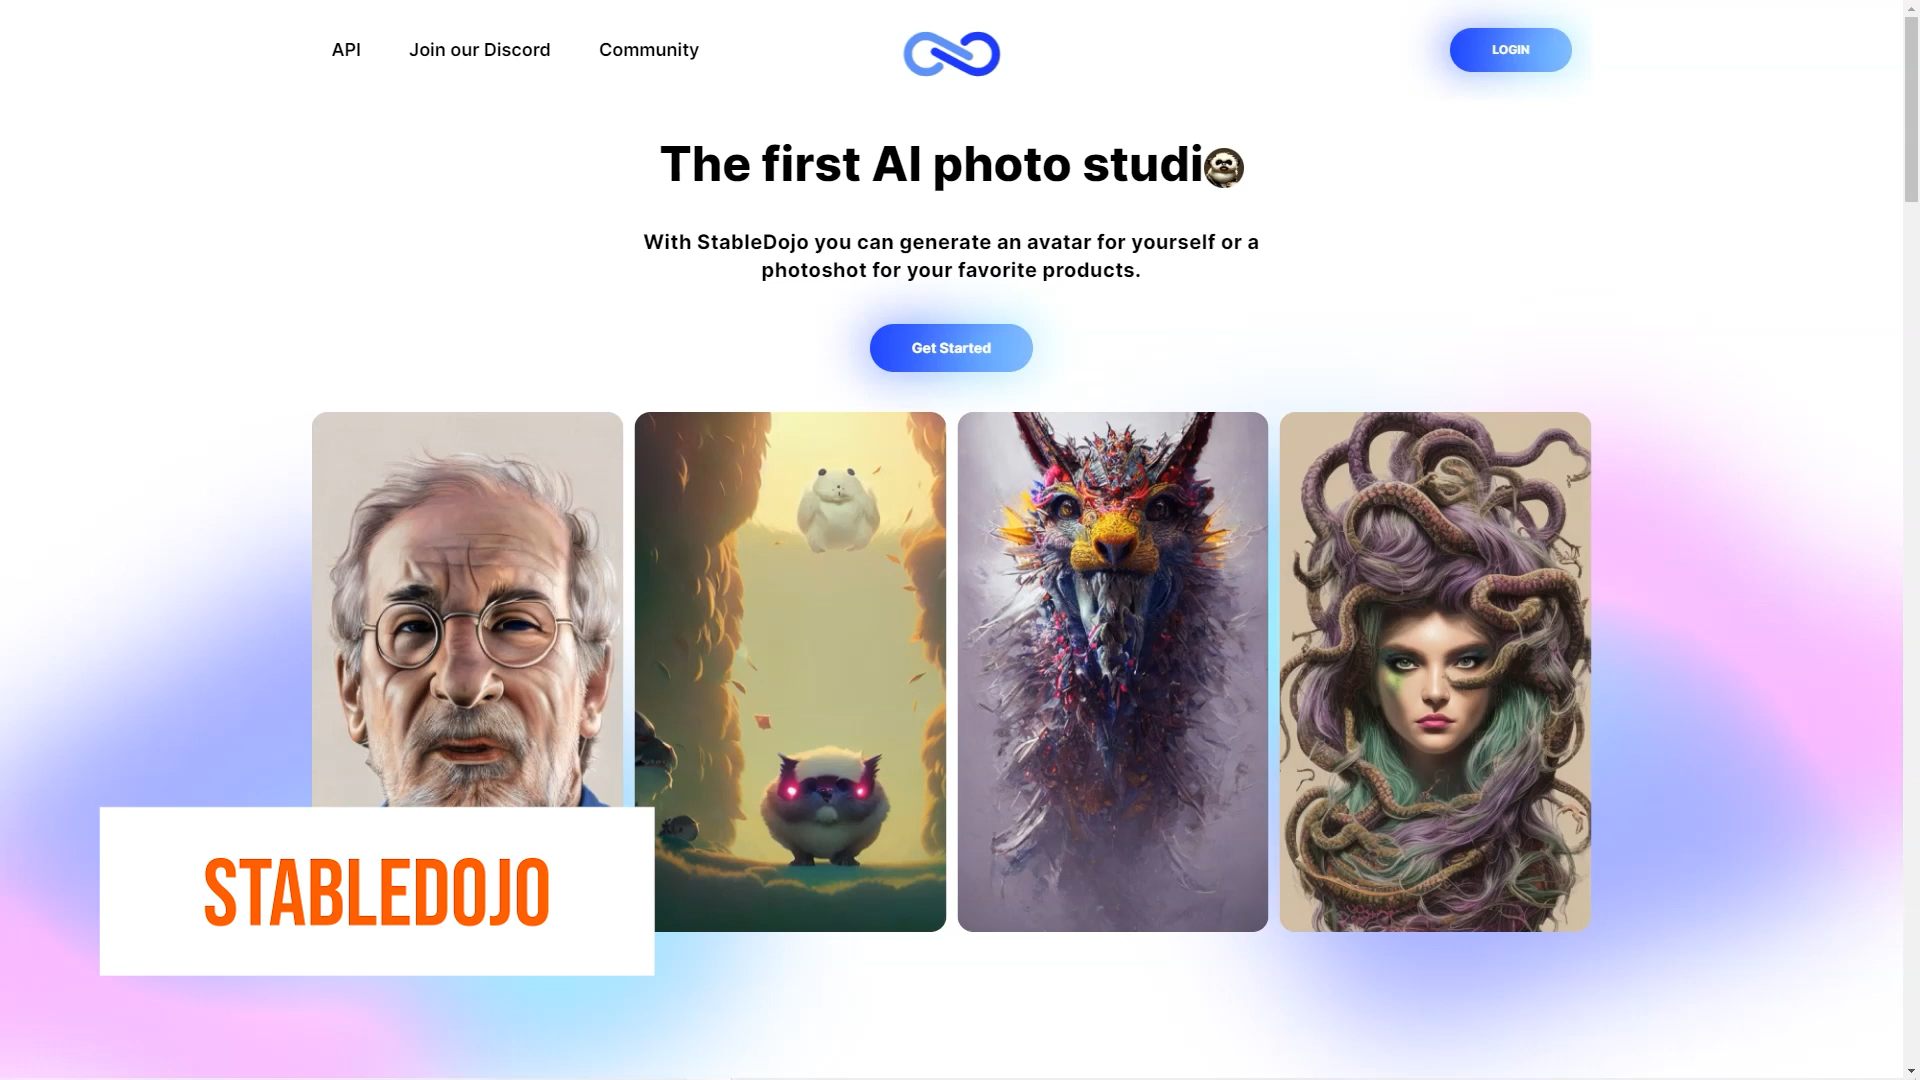 API
Join our Discord
Community
LOGIN
The first AI photo studi
With StableDojo you can generate an avatar for yourself or a
photoshot for your favorite products.
Get Started
STABLEDOJO